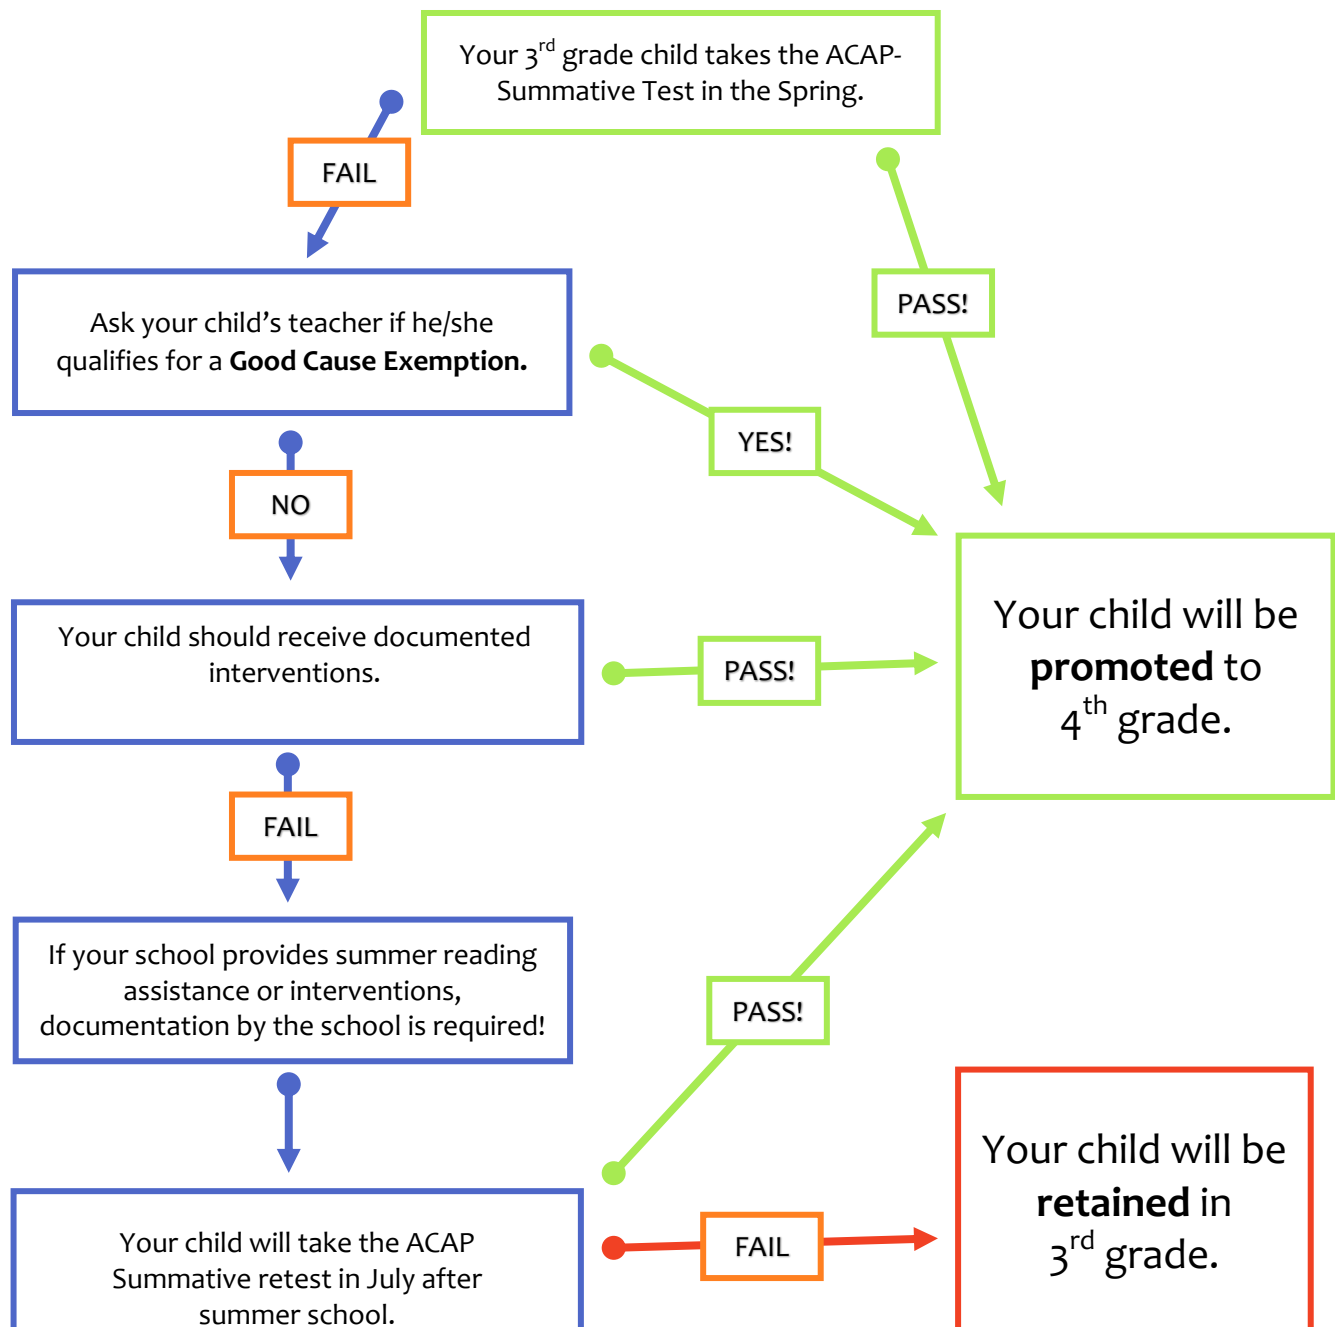 Your 3rd grade child takes the ACAP-
Summative Test in the Spring.
FAIL
PASS!
Ask your child’s teacher if he/she
qualifies for a Good Cause Exemption.
YES!
NO
Your child should receive documented
interventions.
PASS!
Your child will be
promoted to
4th grade.
FAIL
If your school provides summer reading
assistance or interventions,
documentation by the school is required!
PASS!
Your child will take the ACAP
Summative retest in July after
summer school.
FAIL
Your child will be
retained in
3rd grade.